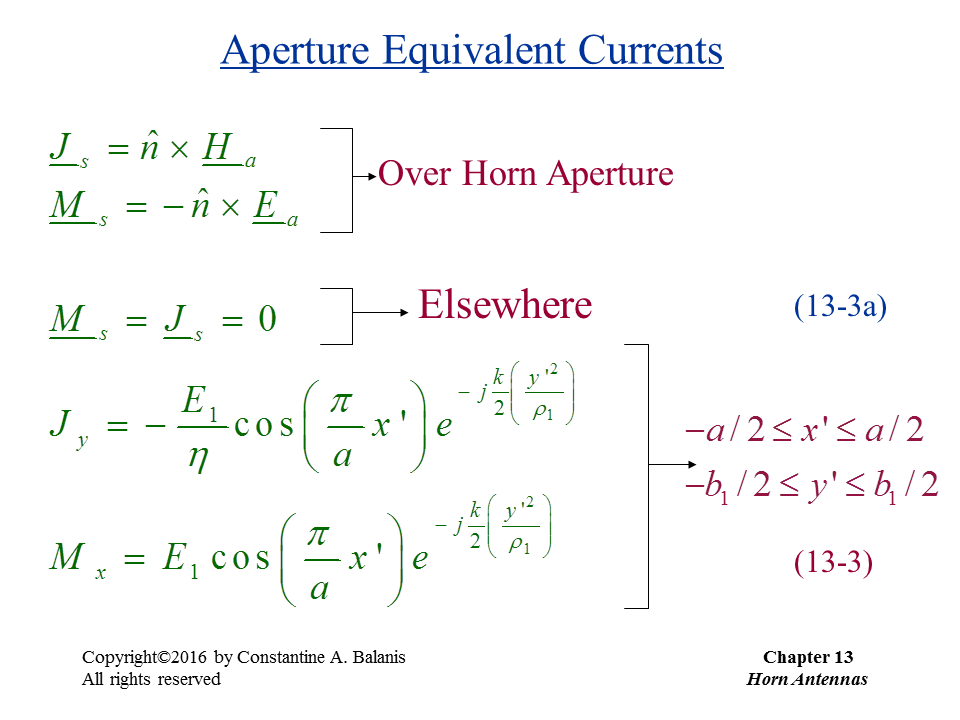 Aperture Equivalent Currents
J_s = n̂ × H_a
M_s = − n̂ × E_a
Over Horn Aperture
M_s = J_s = 0
Elsewhere
(13-3a)
J_y = − E_1/η cos(π/a x') e^(− j k/2 (y'^2/ρ_1))
M_x = E_1 cos(π/a x') e^(− j k/2 (y'^2/ρ_1))
−a/2 ≤ x' ≤ a/2
−b_1/2 ≤ y' ≤ b_1/2
(13-3)
Copyright©2016 by Constantine A. Balanis
All rights reserved
Chapter 13
Horn Antennas